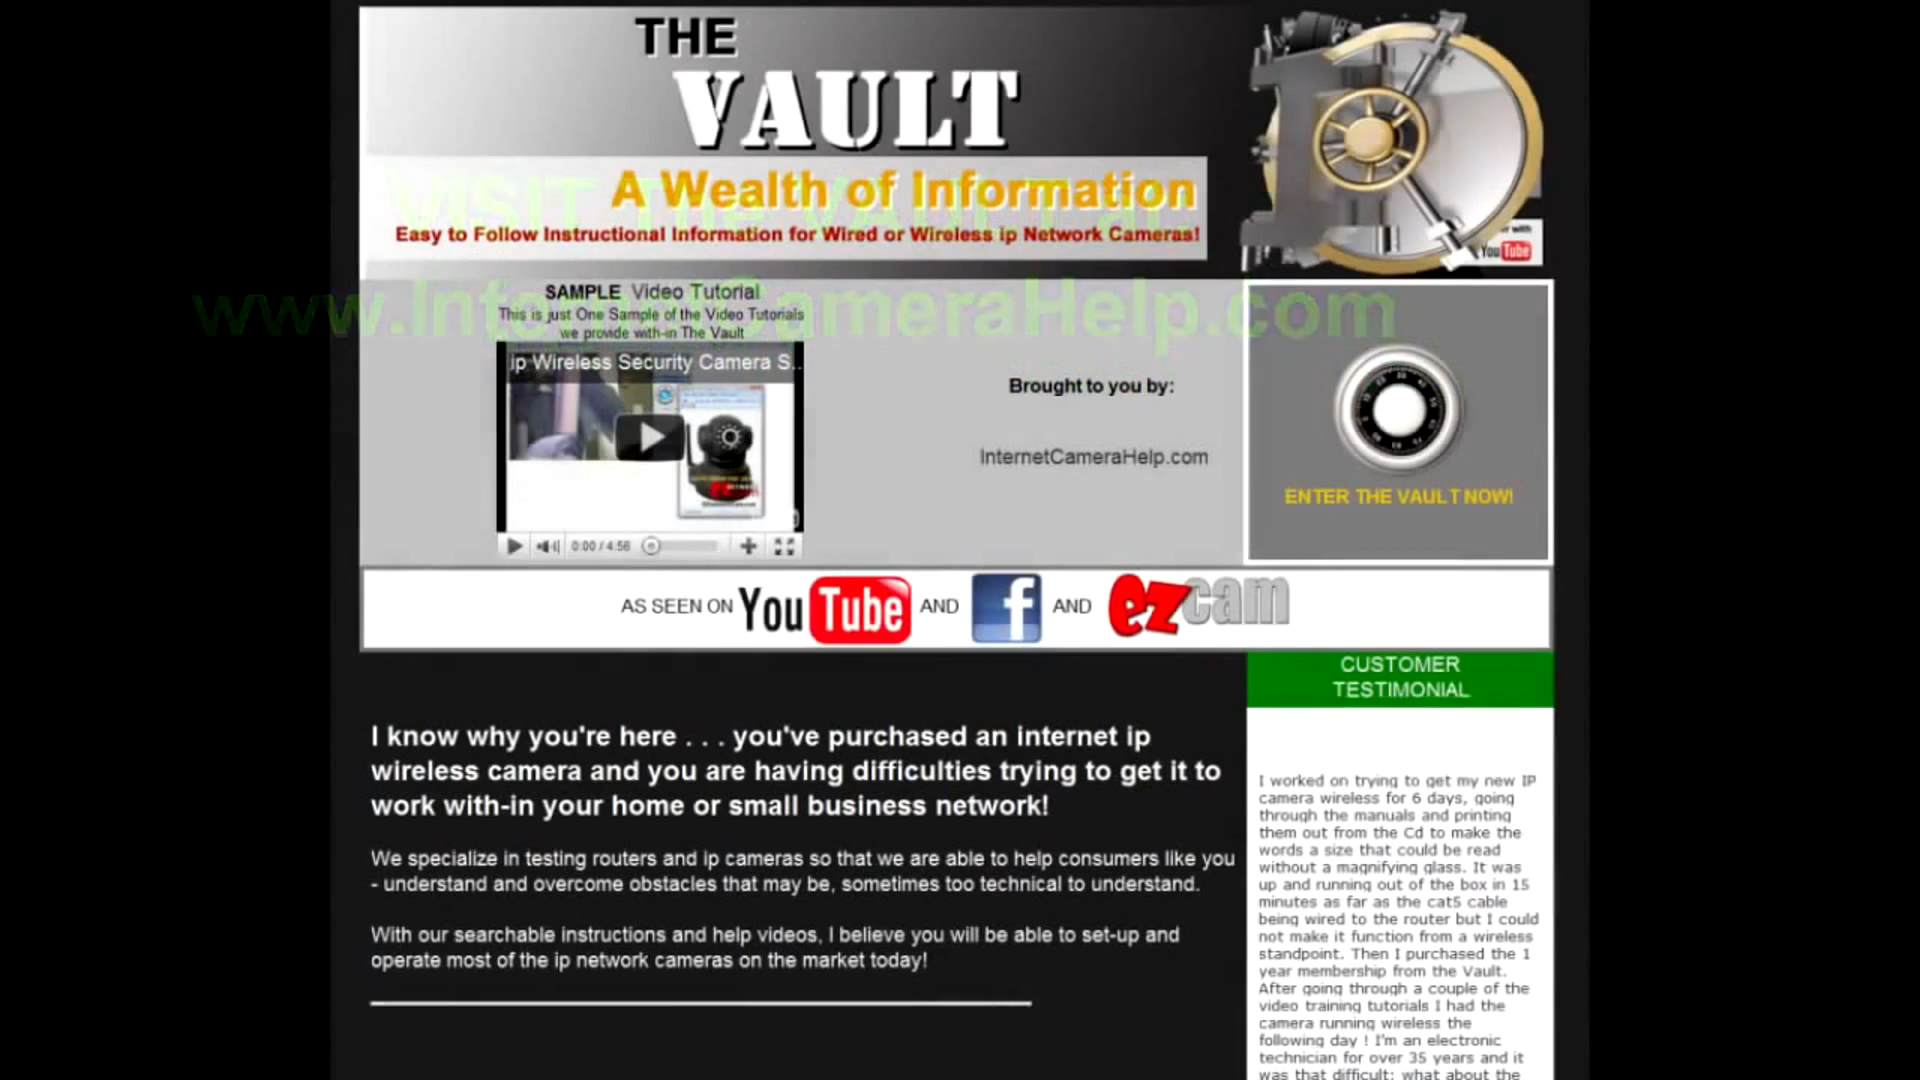 THE
VAULT
A Wealth of Information
Easy to Follow Instructional Information for Wired or Wireless ip Network Cameras!
VISIT The VAULT at
www.InternetCameraHelp.com
with
YouTube
SAMPLE Video Tutorial
This is just One Sample of the Video Tutorials
we provide with-in The Vault
ip Wireless Security Camera S...
0:00 / 4:56
Brought to you by:
InternetCameraHelp.com
ENTER THE VAULT NOW!
AS SEEN ON YouTube AND f AND ezcam
I know why you're here . . . you've purchased an internet ip
wireless camera and you are having difficulties trying to get it to
work with-in your home or small business network!
We specialize in testing routers and ip cameras so that we are able to help consumers like you
- understand and overcome obstacles that may be, sometimes too technical to understand.
With our searchable instructions and help videos, I believe you will be able to set-up and
operate most of the ip network cameras on the market today!
CUSTOMER
TESTIMONIAL
I worked on trying to get my new IP
camera wireless for 6 days, going
through the manuals and printing
them out from the Cd to make the
words a size that could be read
without a magnifying glass. It was
up and running out of the box in 15
minutes as far as the cat5 cable
being wired to the router but I could
not make it function from a wireless
standpoint. Then I purchased the 1
year membership from the Vault.
After going through a couple of the
video training tutorials I had the
camera running wireless the
following day ! I'm an electronic
technician for over 35 years and it
was that difficult; what about the